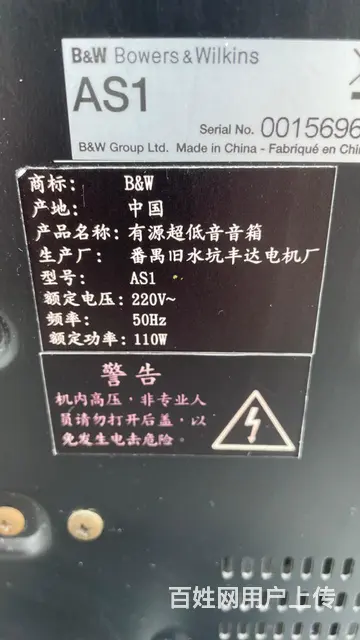 B&W Bowers & Wilkins
AS1
Serial No. 0015696
B&W Group Ltd. Made in China - Fabriqué en Chin
商标： B&W
产地： 中国
产品名称：有源超低音音箱
生产厂： 番禺旧水坑丰达电机厂
型号： AS1
额定电压：220V~
频率： 50Hz
额定功率：110W
警告
机内高压，非专业人
员请勿打开后盖，以
免发生电击危险。
百姓网用户上传